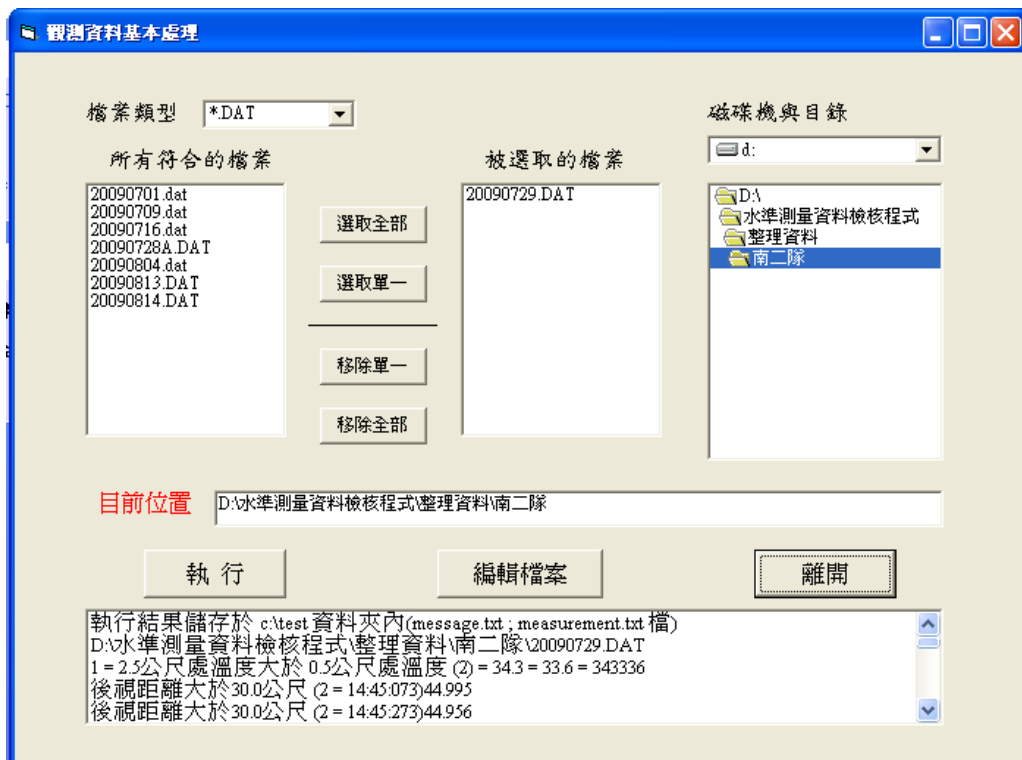 觀測資料基本處理
檔案類型
*.DAT
磁碟機與目錄
d:
所有符合的檔案
被選取的檔案
20090701.dat
20090709.dat
20090716.dat
20090728A.DAT
20090804.dat
20090813.DAT
20090814.DAT
選取全部
選取單一
移除單一
移除全部
20090729.DAT
D:\
水準測量資料檢核程式
整理資料
南二隊
目前位置
D:\水準測量資料檢核程式\整理資料\南二隊
執 行
編輯檔案
離開
執行結果儲存於 c:\test 資料夾內(message.txt ; measurement.txt 檔)
D:\水準測量資料檢核程式\整理資料\南二隊\20090729.DAT
1 = 2.5公尺處溫度大於 0.5公尺處溫度 (2) = 34.3 = 33.6 = 343336
後視距離大於30.0公尺 (2 = 14:45:073)44.995
後視距離大於30.0公尺 (2 = 14:45:273)44.956